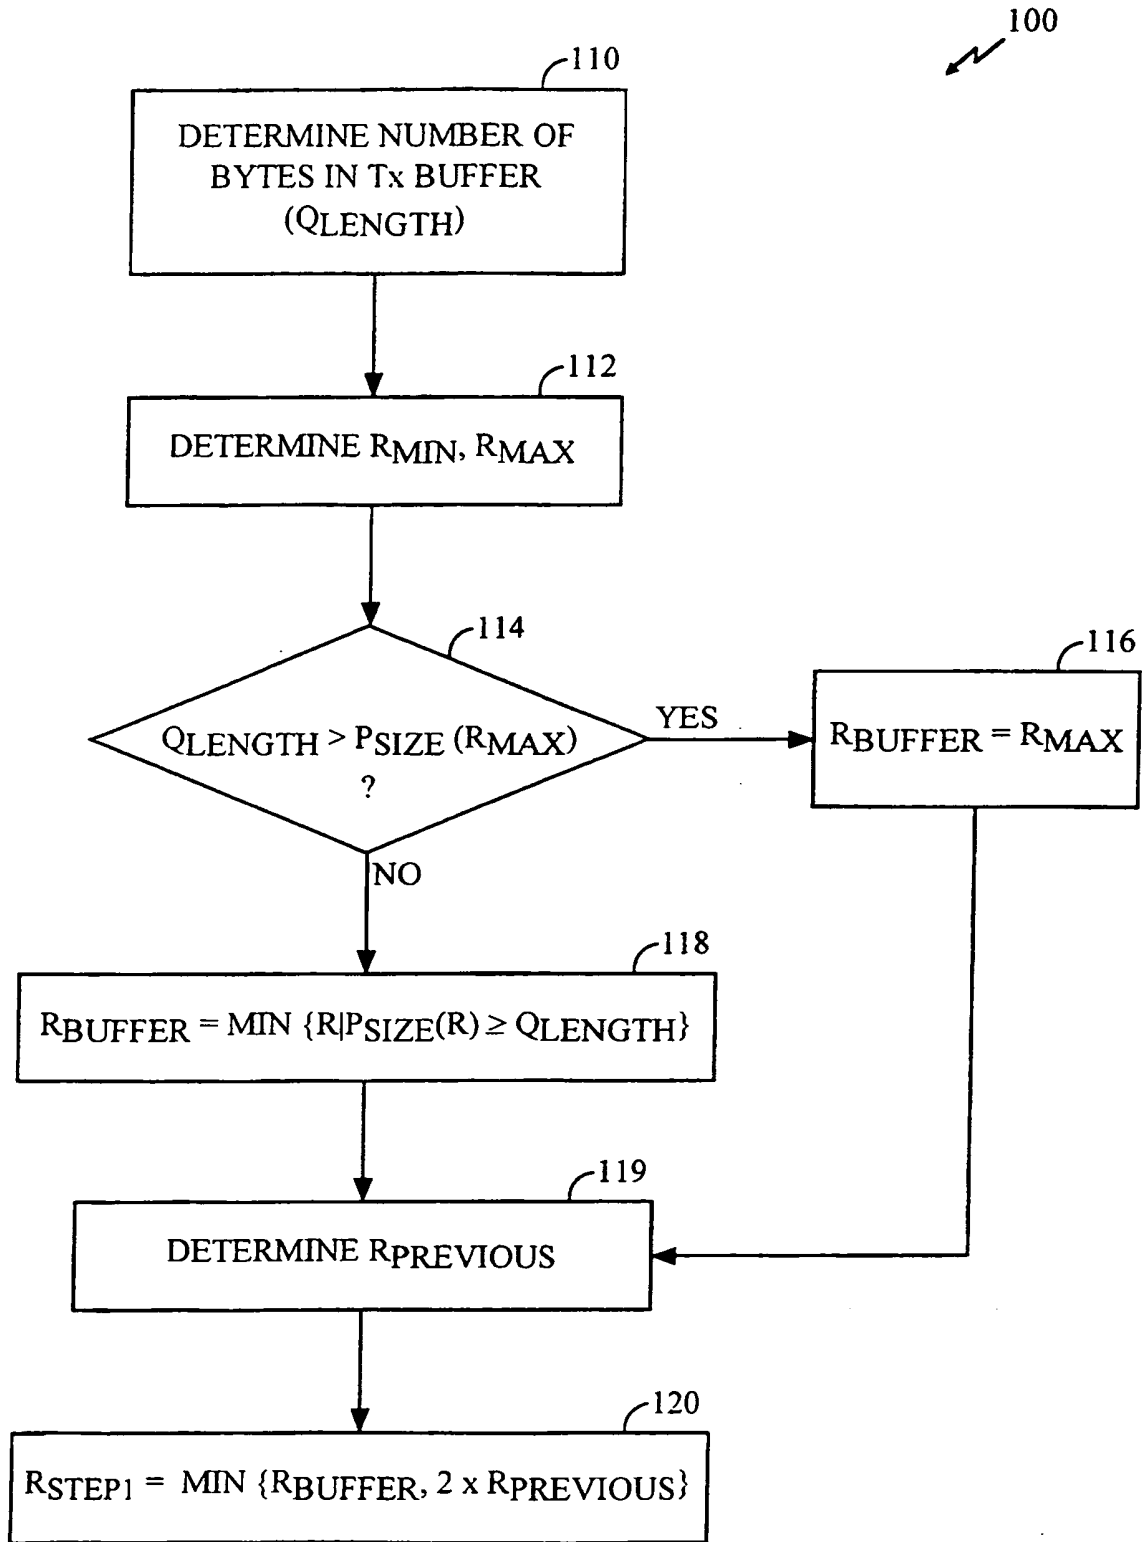 100
110
DETERMINE NUMBER OF
BYTES IN Tx BUFFER
(QLENGTH)
112
DETERMINE RMIN, RMAX
114
QLENGTH > PSIZE (RMAX)
?
YES
116
RBUFFER = RMAX
NO
118
RBUFFER = MIN {R|PSIZE(R) ≥ QLENGTH}
119
DETERMINE RPREVIOUS
120
RSTEP1 = MIN {RBUFFER, 2 x RPREVIOUS}